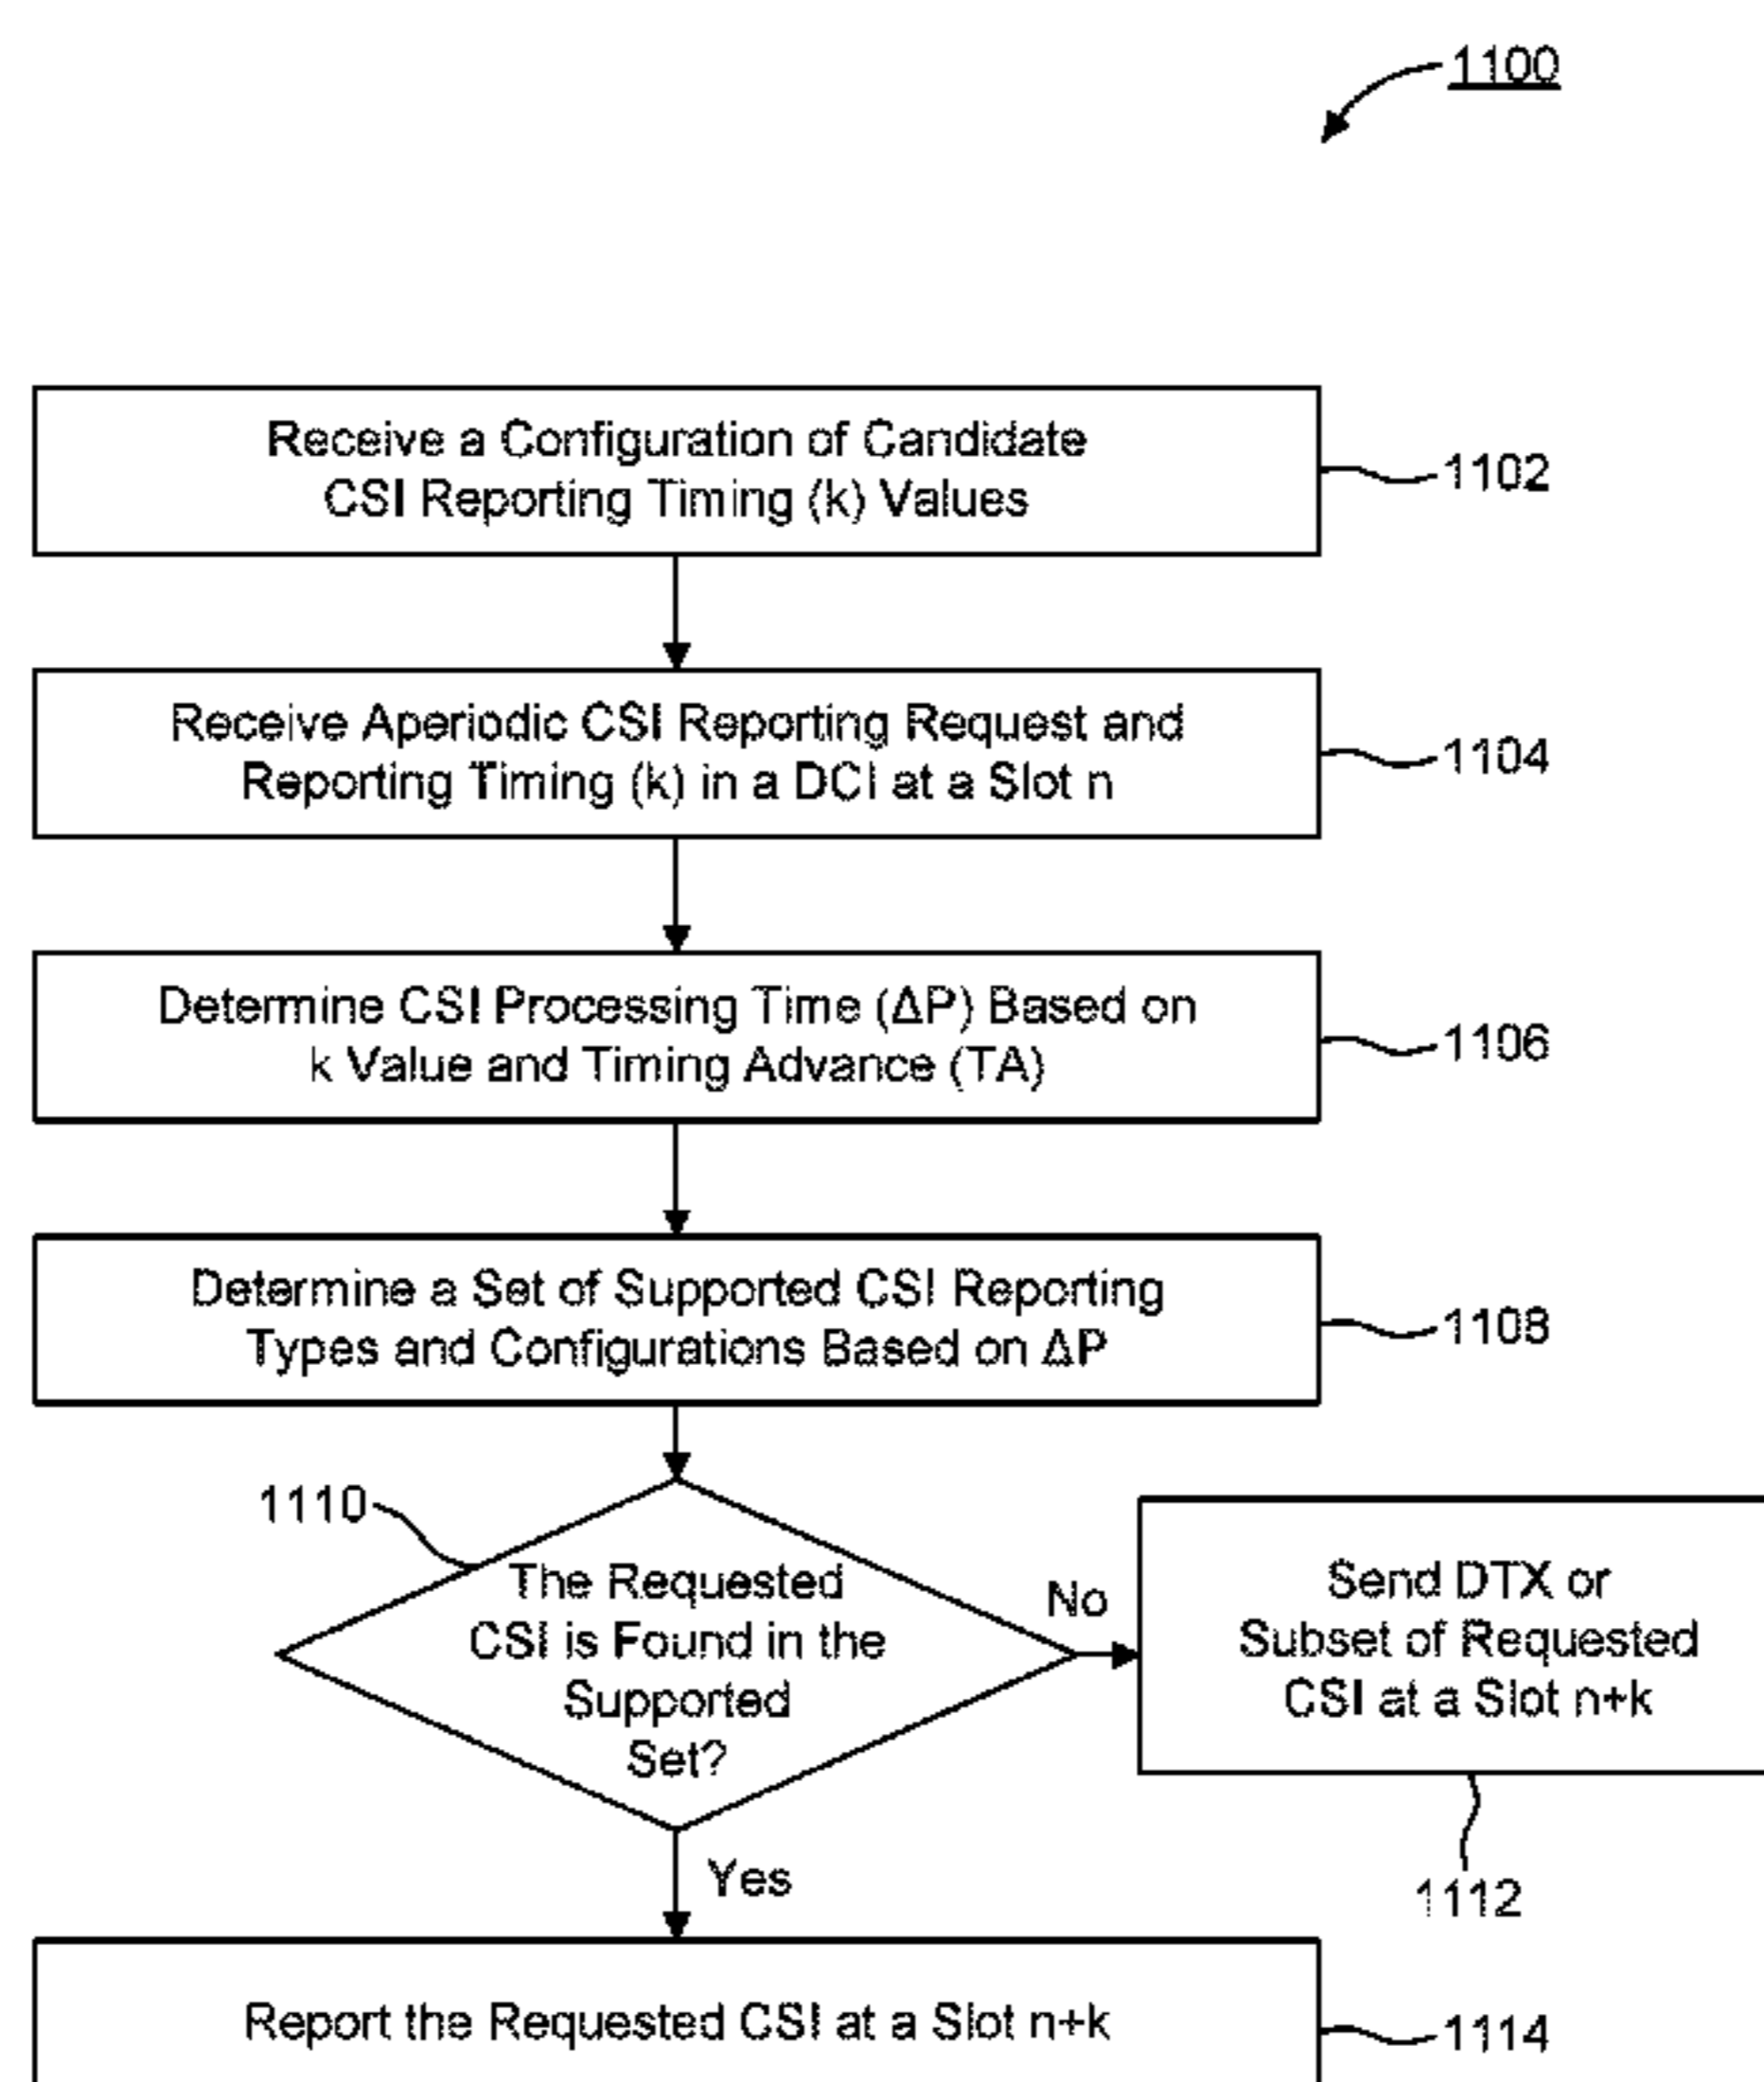 1100
Receive a Configuration of Candidate
CSI Reporting Timing (k) Values
1102
Receive Aperiodic CSI Reporting Request and
Reporting Timing (k) in a DCI at a Slot n
1104
Determine CSI Processing Time (ΔP) Based on
k Value and Timing Advance (TA)
1106
Determine a Set of Supported CSI Reporting
Types and Configurations Based on ΔP
1108
1110
The Requested
CSI is Found in the
Supported
Set?
No
Send DTX or
Subset of Requested
CSI at a Slot n+k
1112
Yes
Report the Requested CSI at a Slot n+k
1114